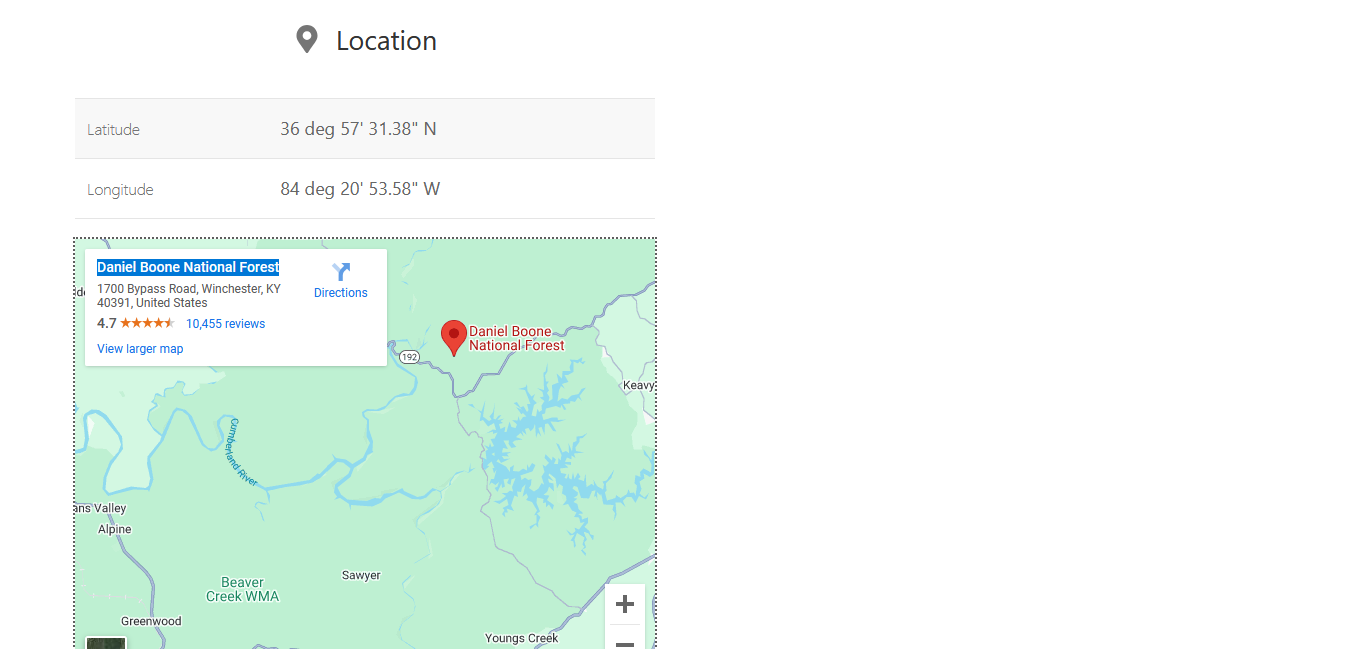 Location
Latitude 36 deg 57' 31.38" N
Longitude 84 deg 20' 53.58" W
Daniel Boone National Forest
1700 Bypass Road, Winchester, KY
40391, United States
4.7 10,455 reviews
View larger map
Directions
Daniel Boone
National Forest
192
Keavy
Cumberland River
ans Valley
Alpine
Sawyer
Beaver
Creek WMA
Greenwood
Youngs Creek